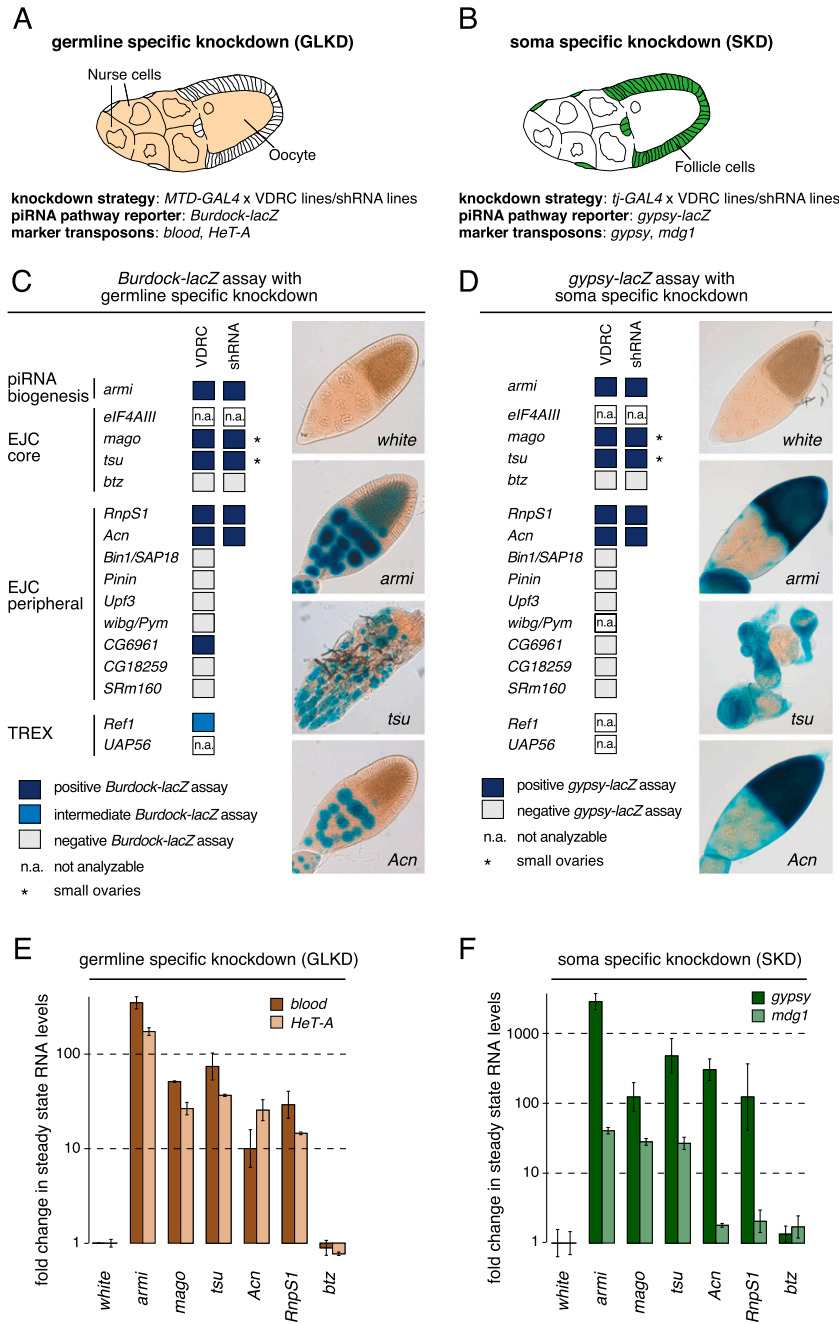 A
germline specific knockdown (GLKD)
Nurse cells
Oocyte
knockdown strategy: MTD-GAL4 x VDRC lines/shRNA lines
piRNA pathway reporter: Burdock-lacZ
marker transposons: blood, HeT-A
B
soma specific knockdown (SKD)
Follicle cells
knockdown strategy: tj-GAL4 x VDRC lines/shRNA lines
piRNA pathway reporter: gypsy-lacZ
marker transposons: gypsy, mdg1
C
Burdock-lacZ assay with
germline specific knockdown
VDRC
shRNA
piRNA
biogenesis
armi
EJC
core
eIF4AIII n.a. n.a.
mago *
tsu *
btz
EJC
peripheral
RnpS1
Acn
Bin1/SAP18
Pinin
Upf3
wibg/Pym
CG6961
CG18259
SRm160
TREX
Ref1
UAP56 n.a.
white
armi
tsu
Acn
positive Burdock-lacZ assay
intermediate Burdock-lacZ assay
negative Burdock-lacZ assay
n.a. not analyzable
* small ovaries
D
gypsy-lacZ assay with
soma specific knockdown
VDRC
shRNA
armi
eIF4AIII n.a. n.a.
mago *
tsu *
btz
RnpS1
Acn
Bin1/SAP18
Pinin
Upf3
wibg/Pym n.a.
CG6961
CG18259
SRm160
Ref1 n.a.
UAP56 n.a.
white
armi
tsu
Acn
positive gypsy-lacZ assay
negative gypsy-lacZ assay
n.a. not analyzable
* small ovaries
E
germline specific knockdown (GLKD)
fold change in steady state RNA levels
100
10
1
blood
HeT-A
white
armi
mago
tsu
Acn
RnpS1
btz
F
soma specific knockdown (SKD)
fold change in steady state RNA levels
1000
100
10
1
gypsy
mdg1
white
armi
mago
tsu
Acn
RnpS1
btz